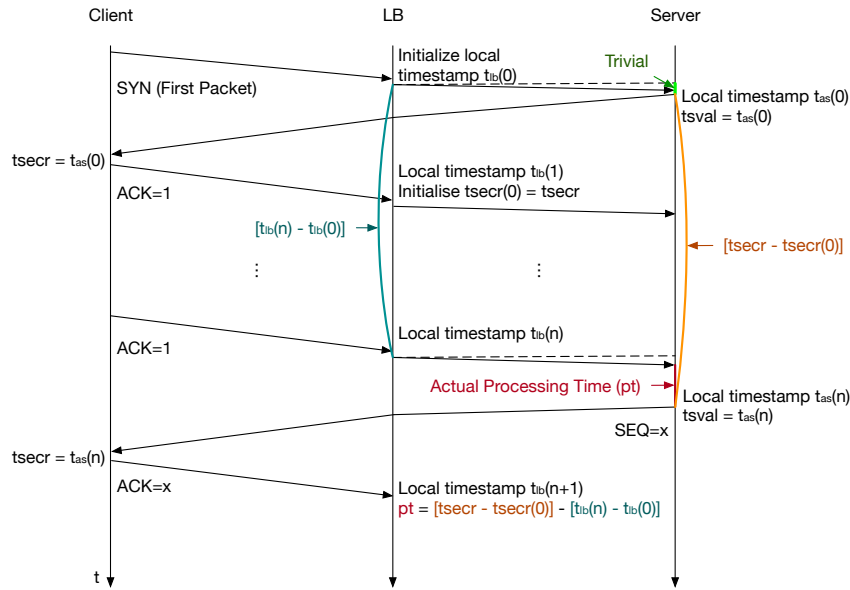 Client
LB
Server
Initialize local
timestamp tlb(0)
Trivial
SYN (First Packet)
Local timestamp tas(0)
tsval = tas(0)
tsecr = tas(0)
ACK=1
Local timestamp tlb(1)
Initialise tsecr(0) = tsecr
[tlb(n) - tlb(0)]
[tsecr - tsecr(0)]
...
...
Local timestamp tlb(n)
ACK=1
Actual Processing Time (pt)
Local timestamp tas(n)
tsval = tas(n)
SEQ=x
tsecr = tas(n)
ACK=x
Local timestamp tlb(n+1)
pt = [tsecr - tsecr(0)] - [tlb(n) - tlb(0)]
t